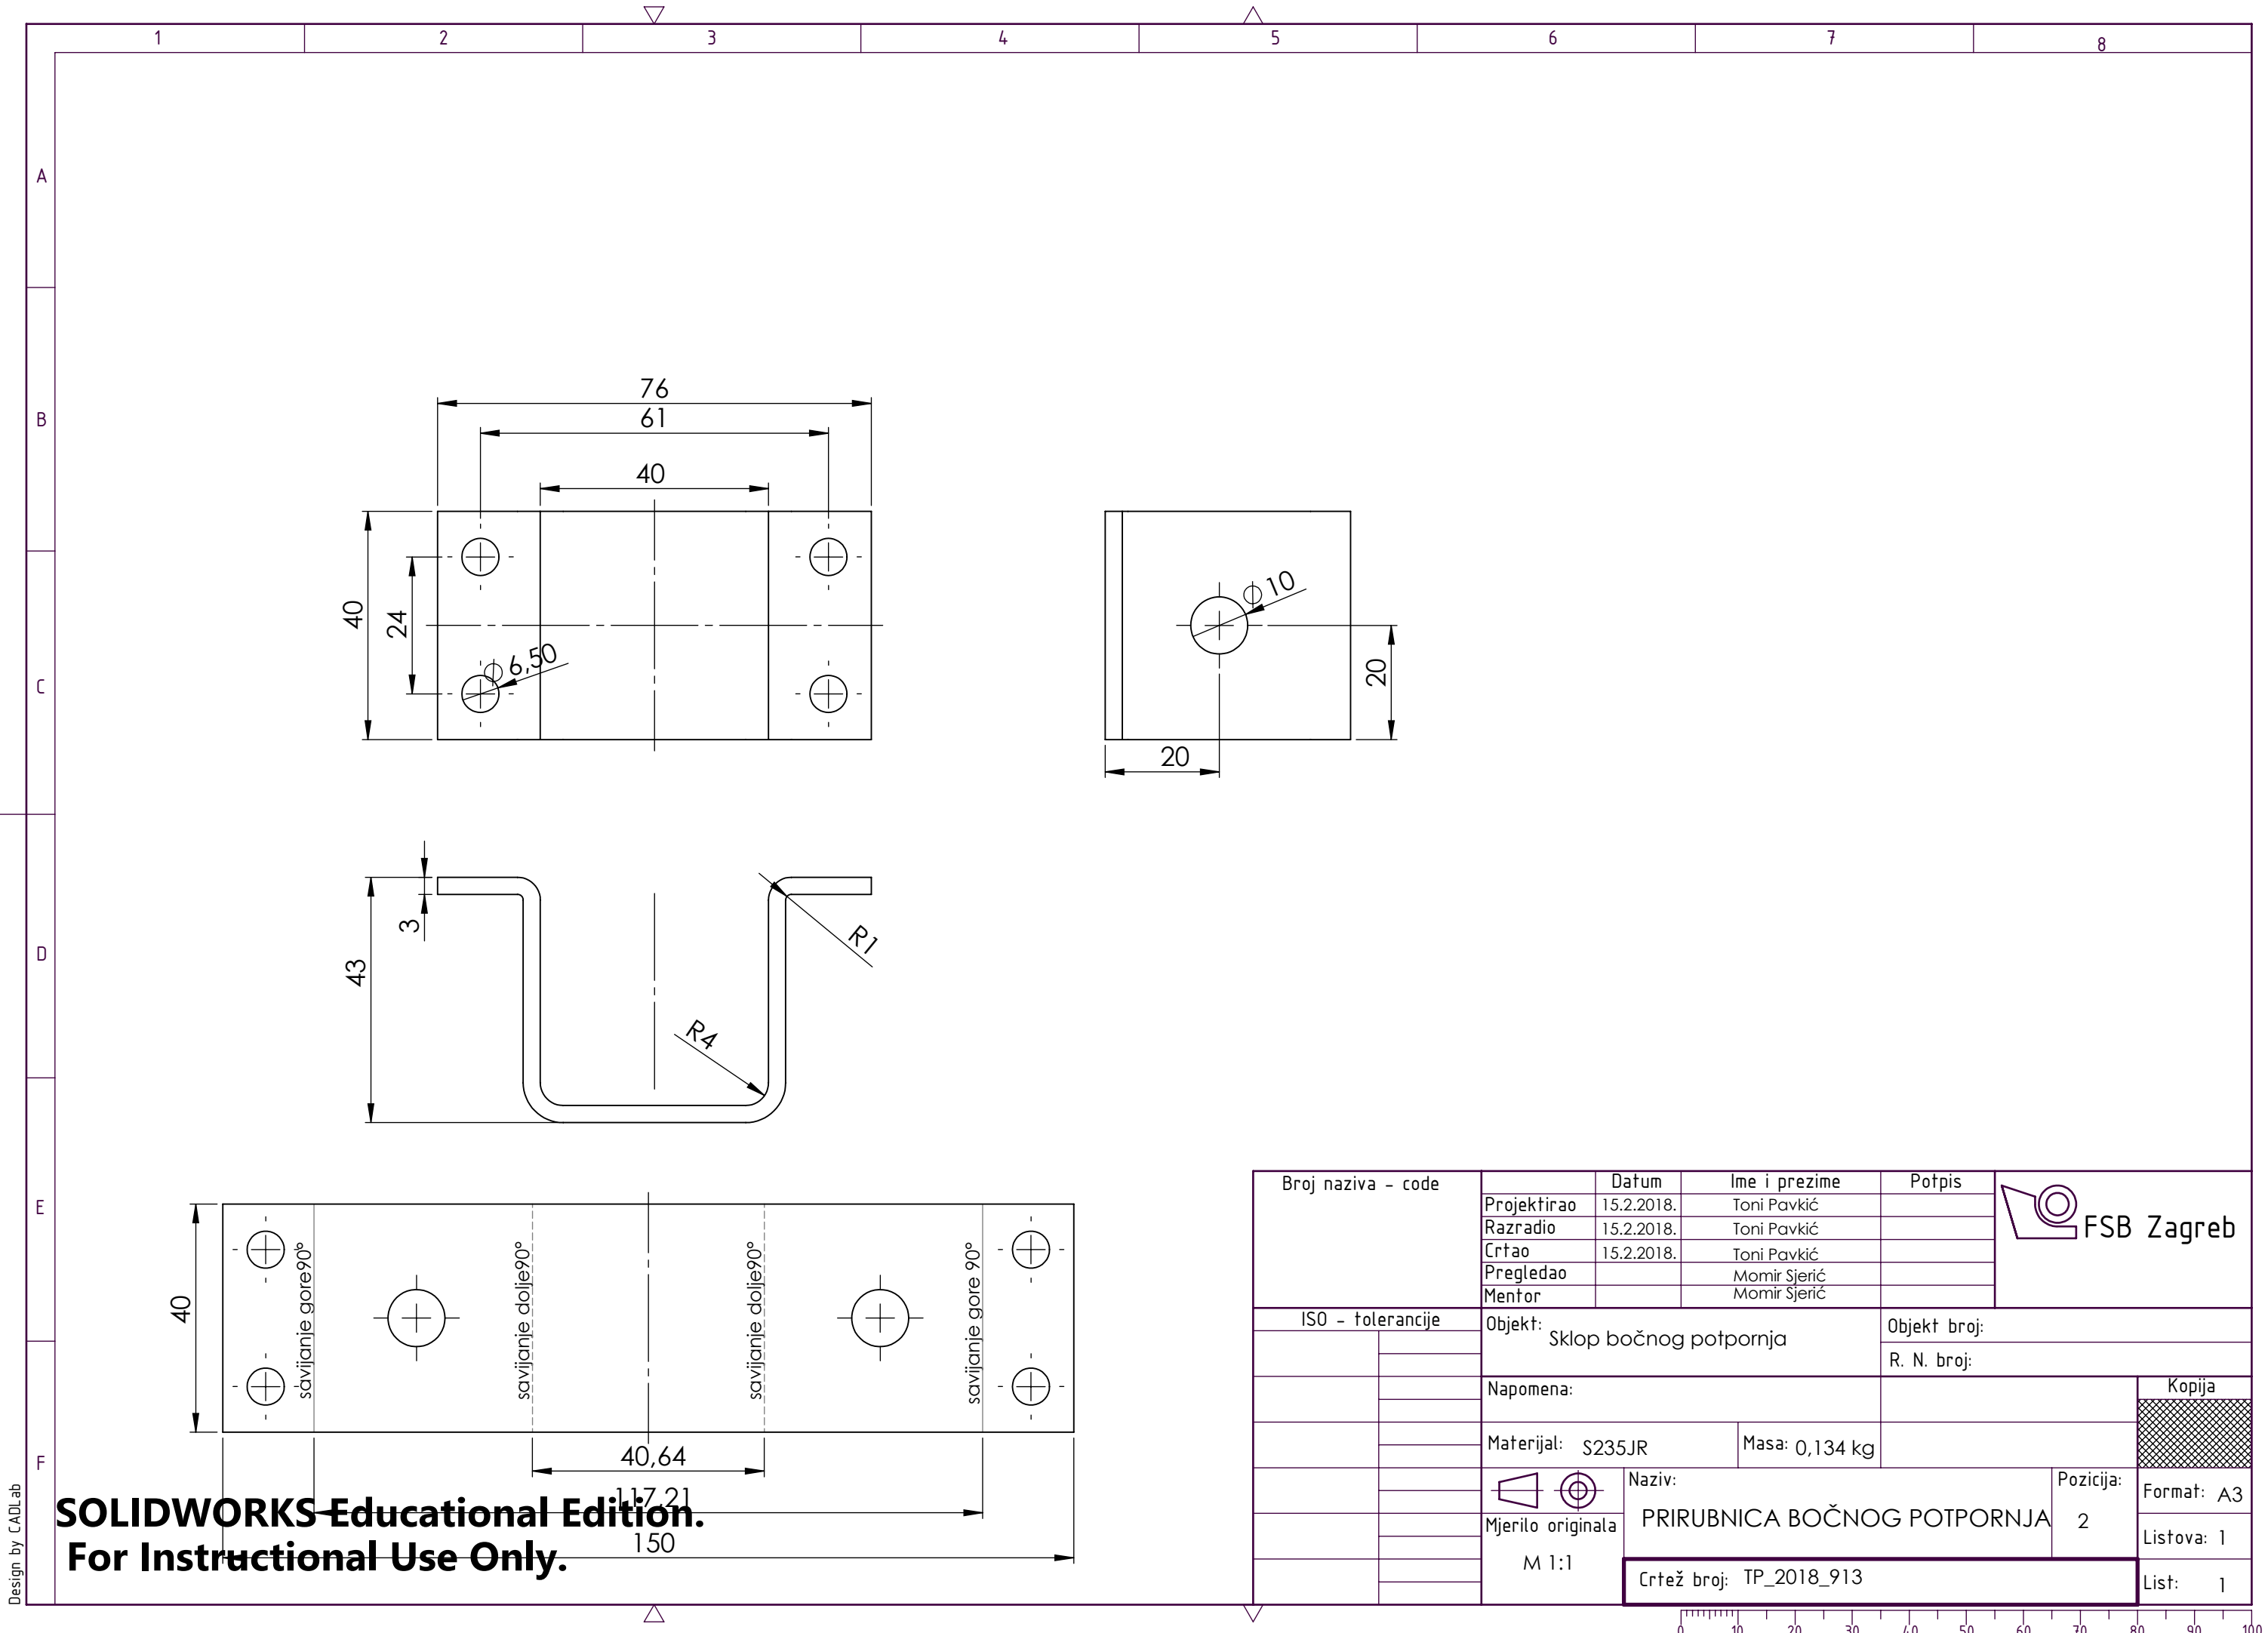 1 2 3 4 5 6 7 8
A
B
C
D
E
F
76
61
40
40
24
⌀6,50
⌀10
20
20
3
43
R1
R4
40
savijanje gore90°
savijanje dolje90°
savijanje dolje90°
savijanje gore 90°
40,64
117,21
150
SOLIDWORKS Educational Edition.
For Instructional Use Only.
Design by CADLab
Broj naziva - code
Datum Ime i prezime Potpis
Projektirao 15.2.2018. Toni Pavkić
Razradio 15.2.2018. Toni Pavkić
Crtao 15.2.2018. Toni Pavkić
Pregledao Momir Sjerić
Mentor Momir Sjerić
FSB Zagreb
ISO - tolerancije
Objekt: Sklop bočnog potpornja
Objekt broj:
R. N. broj:
Napomena:
Kopija
Materijal: S235JR
Masa: 0,134 kg
Naziv:
PRIRUBNICA BOČNOG POTPORNJA
Pozicija:
2
Format: A3
Mjerilo originala
M 1:1
Listova: 1
Crtež broj: TP_2018_913
List: 1
0 10 20 30 40 50 60 70 80 90 100